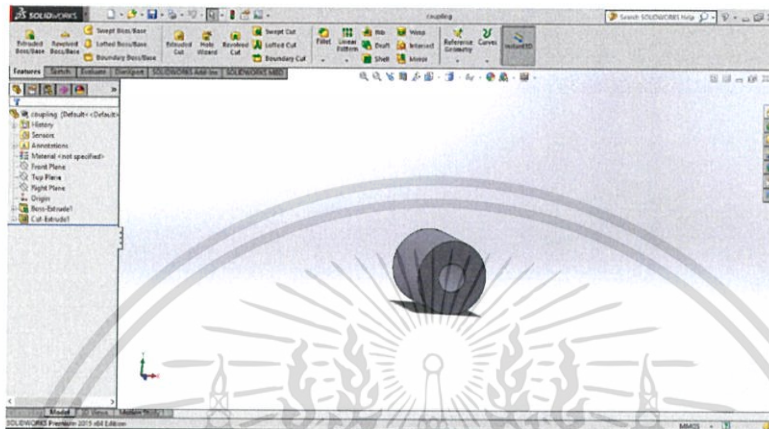 SOLIDWORKS
coupling
Search SOLIDWORKS Help
Extruded Boss/Base
Revolved Boss/Base
Swept Boss/Base
Lofted Boss/Base
Boundary Boss/Base
Extruded Cut
Hole Wizard
Revolved Cut
Swept Cut
Lofted Cut
Boundary Cut
Fillet
Linear Pattern
Rib
Draft
Shell
Wrap
Intersect
Mirror
Reference Geometry
Curves
Instant3D
Features
Sketch
Evaluate
DimXpert
SOLIDWORKS Add-Ins
SOLIDWORKS MBD
coupling (Default<<Default>
History
Sensors
Annotations
Material <not specified>
Front Plane
Top Plane
Right Plane
Origin
Boss-Extrude1
Cut-Extrude1
Model
3D Views
Motion Study 1
SOLIDWORKS Premium 2015 x64 Edition
MMGS